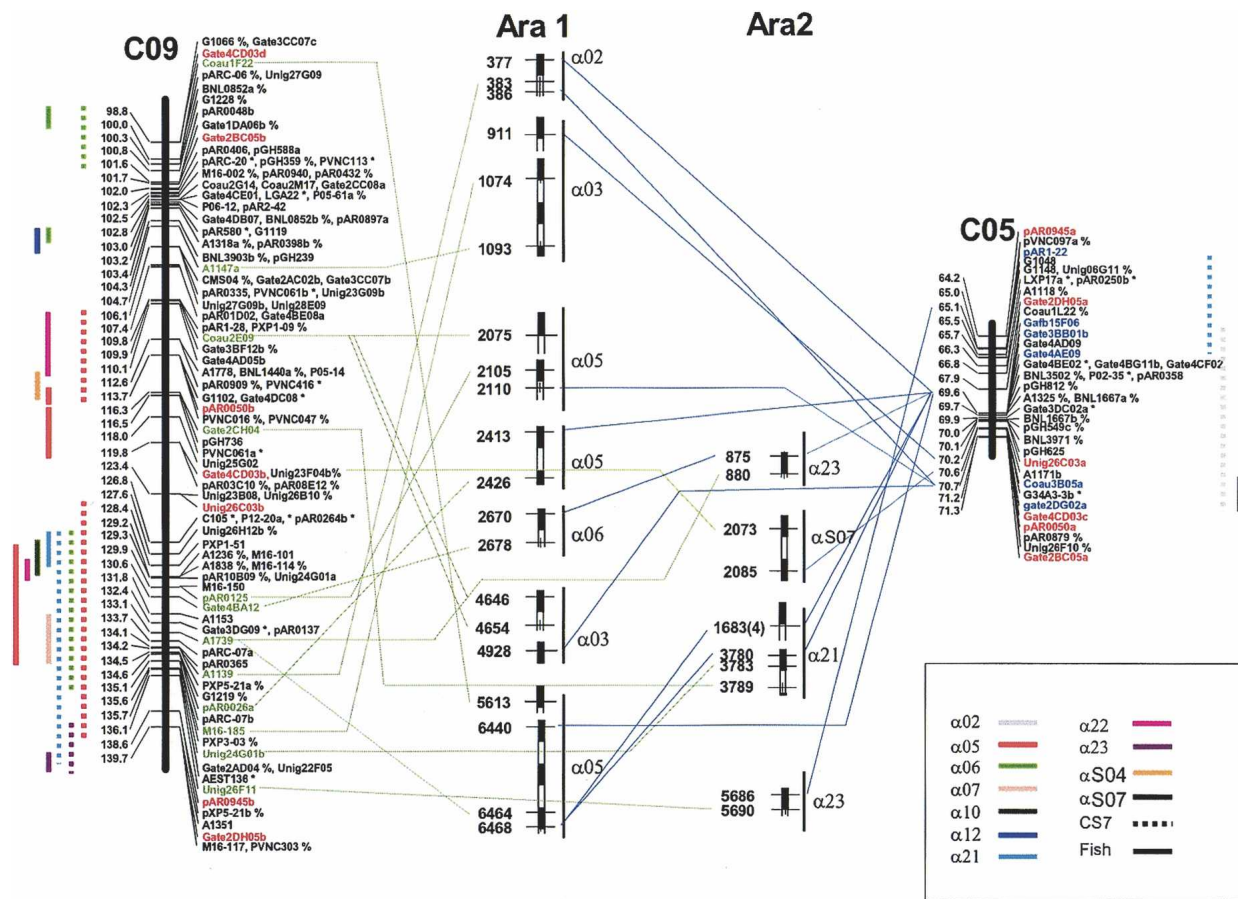 Ara 1
Ara2
C09
G1066 %, Gate3CC07c
Gate4CD03d
Coau1F22
pARC-06 %, Unig27G09
BNL0852a %
G1228 %
pAR0048b
Gate1DA06b %
Gate2BC05b
pAR0406, pGH588a
pARC-20 *, pGH359 %, PVNC113 *
M16-002 %, pAR0940, pAR0432 %
Coau2G14, Coau2M17, Gate2CC08a
Gate4CE01, LGA22 *, P05-61a %
P06-12, pAR2-42
Gate4DB07, BNL0852b %, pAR0897a
pAR580 *, G1119
A1318a %, pAR0398b %
BNL3903b %, pGH239
A1147a
CMS04 %, Gate2AC02b, Gate3CC07b
pAR0335, PVNC061b *, Unig23G09b
Unig27G09b, Unig28E09
pAR01D02, Gate4BE08a
pAR1-28, PXP1-09 %
Coau2E09
Gate3BF12b %
Gate4AD05b
A1778, BNL1440a %, P05-14
pAR0909 %, PVNC416 *
G1102, Gate4DC08 *
pAR0050b
PVNC016 %, PVNC047 %
Gate2CH04
pGH736
PVNC061a *
Unig25G02
Gate4CD03b, Unig23F04b%
pAR03C10 %, pAR08E12 %
Unig23B08, Unig26B10 %
Unig26C03b
C105 *, P12-20a, * pAR0264b *
Unig26H12b %
PXP1-51
A1236 %, M16-101
A1838 %, M16-114 %
pAR10B09 %, Unig24G01a
M16-150
pAR0125
Gate4BA12
A1153
Gate3DG09 *, pAR0137
A1739
pARC-07a
pAR0365
A1139
PXP5-21a %
G1219 %
pAR0026a
pARC-07b
M16-185
PXP3-03 %
Unig24G01b
Gate2AD04 %, Unig22F05
AEST136 *
Unig26F11
pAR0945b
pXP5-21b %
A1351
Gate2DH05b
M16-117, PVNC303 %
98.8
100.0
100.3
100.8
101.6
101.7
102.0
102.3
102.5
102.8
103.0
103.2
103.4
104.3
104.7
106.1
107.4
109.8
109.9
110.1
112.6
113.7
116.3
116.5
118.0
119.8
123.4
126.8
127.6
128.4
129.2
129.3
129.9
130.6
131.8
132.4
133.1
133.7
134.1
134.2
134.5
134.6
135.1
135.6
135.7
136.1
138.6
139.7
377
383
386
α02
911
1074
1093
α03
2075
2105
2110
α05
2413
2426
α05
2670
2678
α06
4646
4654
4928
α03
5613
6440
6464
6468
α05
875
880
α23
2073
2085
αS07
1683(4)
3780
3783
3789
α21
5686
5690
α23
C05
64.2
65.0
65.1
65.5
65.7
66.3
66.8
67.9
69.6
69.7
69.9
70.0
70.1
70.2
70.6
70.7
71.2
71.3
pAR0945a
pVNC097a %
pAR1-22
G1048
G1148, Unig06G11 %
LXP17a *, pAR0250b *
A1118 %
Gate2DH05a
Coau1L22 %
Gafb15F06
Gate3BB01b
Gate4AD09
Gate4AE09
Gate4BE02 *, Gate4BG11b, Gate4CF02
BNL3502 %, P02-35 *, pAR0358
pGH812 %
A1325 %, BNL1667a %
Gate3DC02a *
BNL1667b %
pGH549c %
BNL3971 %
pGH625
Unig26C03a
A1171b
Coau3B05a
G34A3-3b *
gate2DG02a
Gate4CD03c
pAR0050a
pAR0879 %
Unig26F10 %
Gate2BC05a
α02
α05
α06
α07
α10
α12
α21
α22
α23
αS04
αS07
CS7
Fish